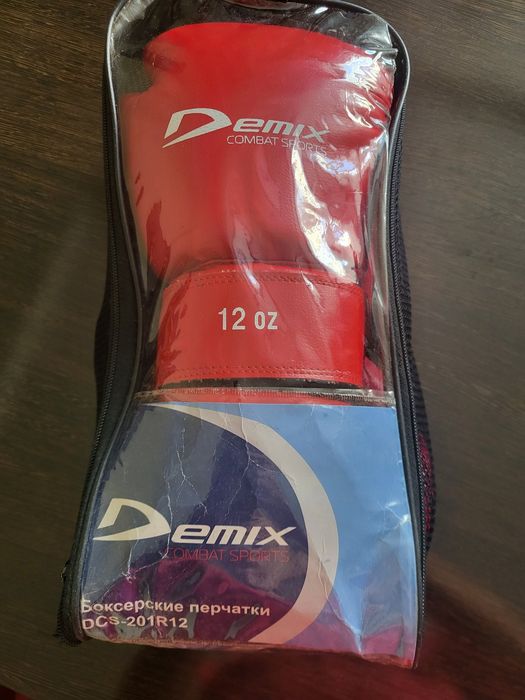 Demix
COMBAT SPORTS
12 oz
Demix
COMBAT SPORTS
Боксерские перчатки
DCS-201R12